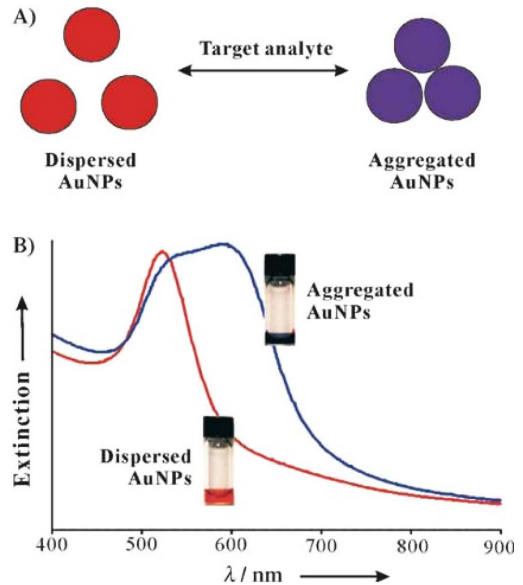 A)
Target analyte
Dispersed
AuNPs
Aggregated
AuNPs
B)
Extinction
Aggregated
AuNPs
Dispersed
AuNPs
400 500 600 700 800 900
λ / nm